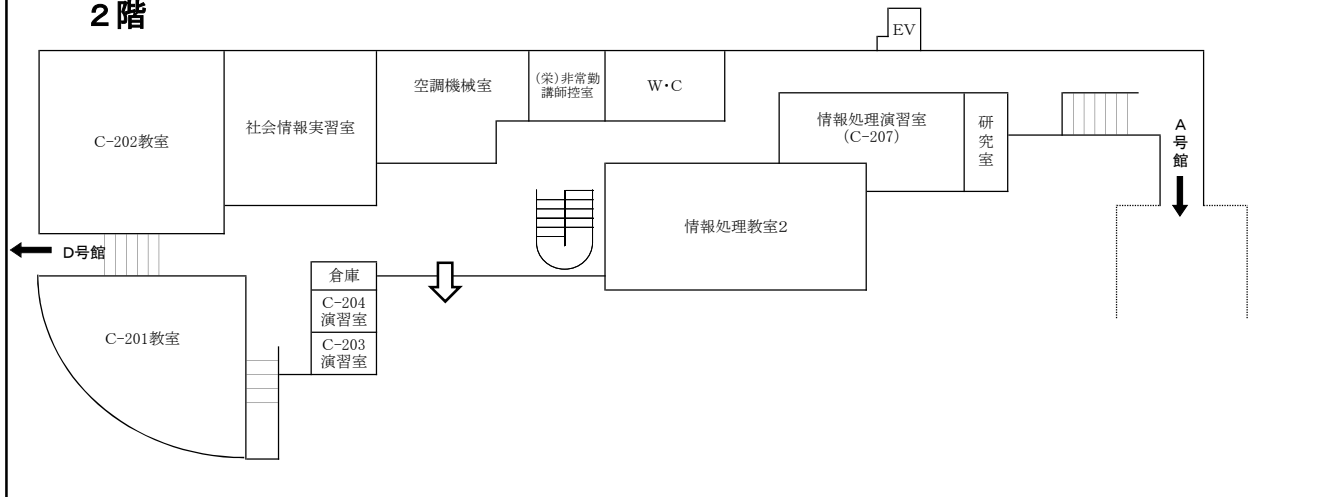 ２階
EV
空調機械室
（栄）非常勤
講師控室
W・C
社会情報実習室
C-202教室
情報処理演習室
（C-207）
研
究
室
A
号
館
D号館
情報処理教室2
倉庫
C-204
演習室
C-203
演習室
C-201教室